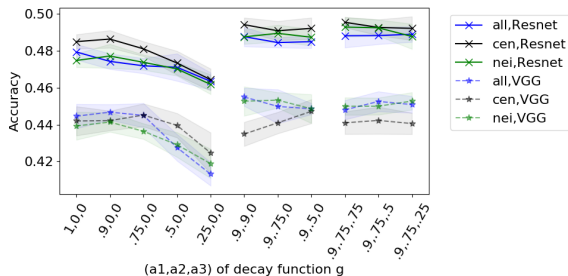 0.50
0.48
0.46
0.44
0.42
Accuracy
1,0,0
.9,0,0
.75,0,0
.5,0,0
.25,0,0
.9,.9,0
.9,.75,0
.9,.5,0
.9,.75,.75
.9,.75,.5
.9,.75,.25
(a1,a2,a3) of decay function g
all,Resnet
cen,Resnet
nei,Resnet
all,VGG
cen,VGG
nei,VGG